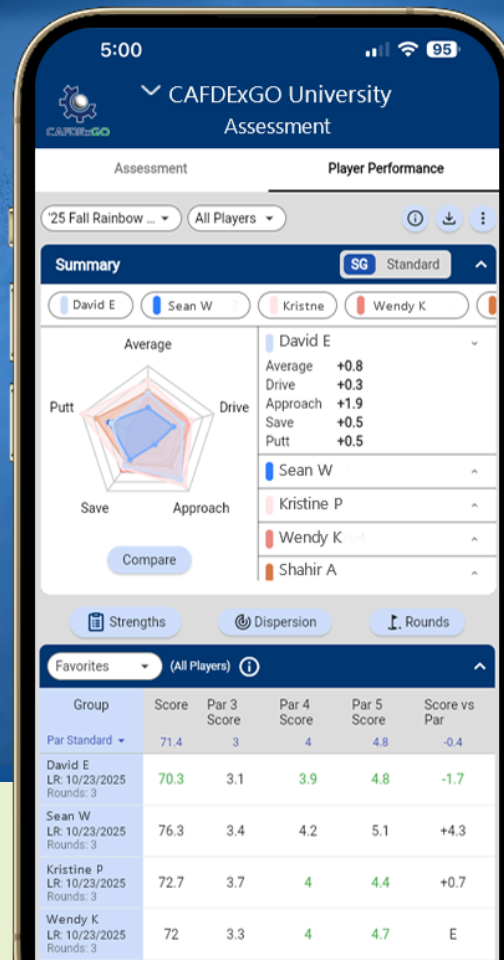 5:00
95
CAFDExGO
CAFDExGO University
Assessment
Assessment
Player Performance
'25 Fall Rainbow ...
All Players
Summary
SG
Standard
David E
Sean W
Kristne
Wendy K
Average
Putt
Drive
Save
Approach
Compare
David E
Average +0.8
Drive +0.3
Approach +1.9
Save +0.5
Putt +0.5
Sean W
Kristine P
Wendy K
Shahir A
Strengths
Dispersion
Rounds
Favorites
(All Players)
Group Score Par 3 Score Par 4 Score Par 5 Score Score vs Par
Par Standard 71.4 3 4 4.8 -0.4
David E
LR: 10/23/2025
Rounds: 3
70.3 3.1 3.9 4.8 -1.7
Sean W
LR: 10/23/2025
Rounds: 3
76.3 3.4 4.2 5.1 +4.3
Kristine P
LR: 10/23/2025
Rounds: 3
72.7 3.7 4 4.4 +0.7
Wendy K
LR: 10/23/2025
Rounds: 3
72 3.3 4 4.7 E